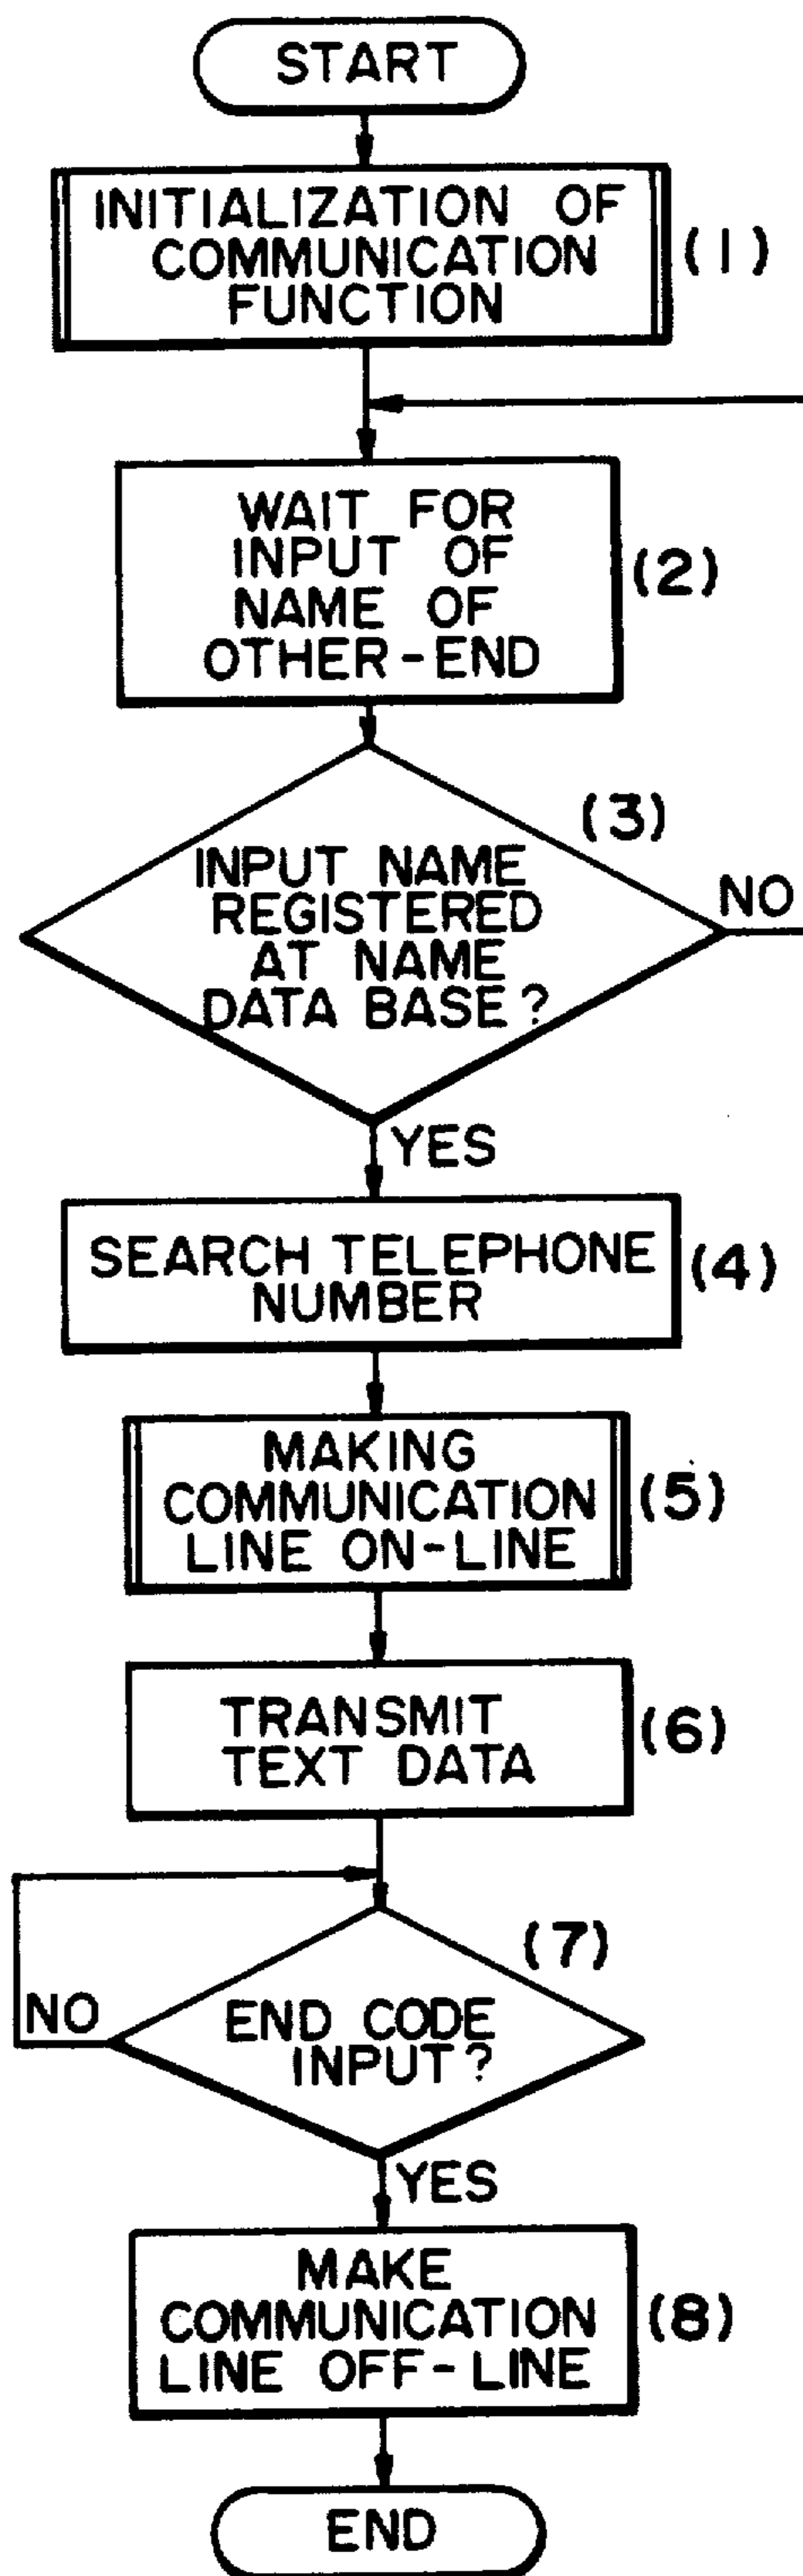 START
INITIALIZATION OF
COMMUNICATION
FUNCTION
(1)
WAIT FOR
INPUT OF
NAME OF
OTHER-END
(2)
(3)
INPUT NAME
REGISTERED
AT NAME
DATA BASE?
NO
YES
SEARCH TELEPHONE
NUMBER
(4)
MAKING
COMMUNICATION
LINE ON-LINE
(5)
TRANSMIT
TEXT DATA
(6)
(7)
END CODE
INPUT?
NO
YES
MAKE
COMMUNICATION
LINE OFF-LINE
(8)
END